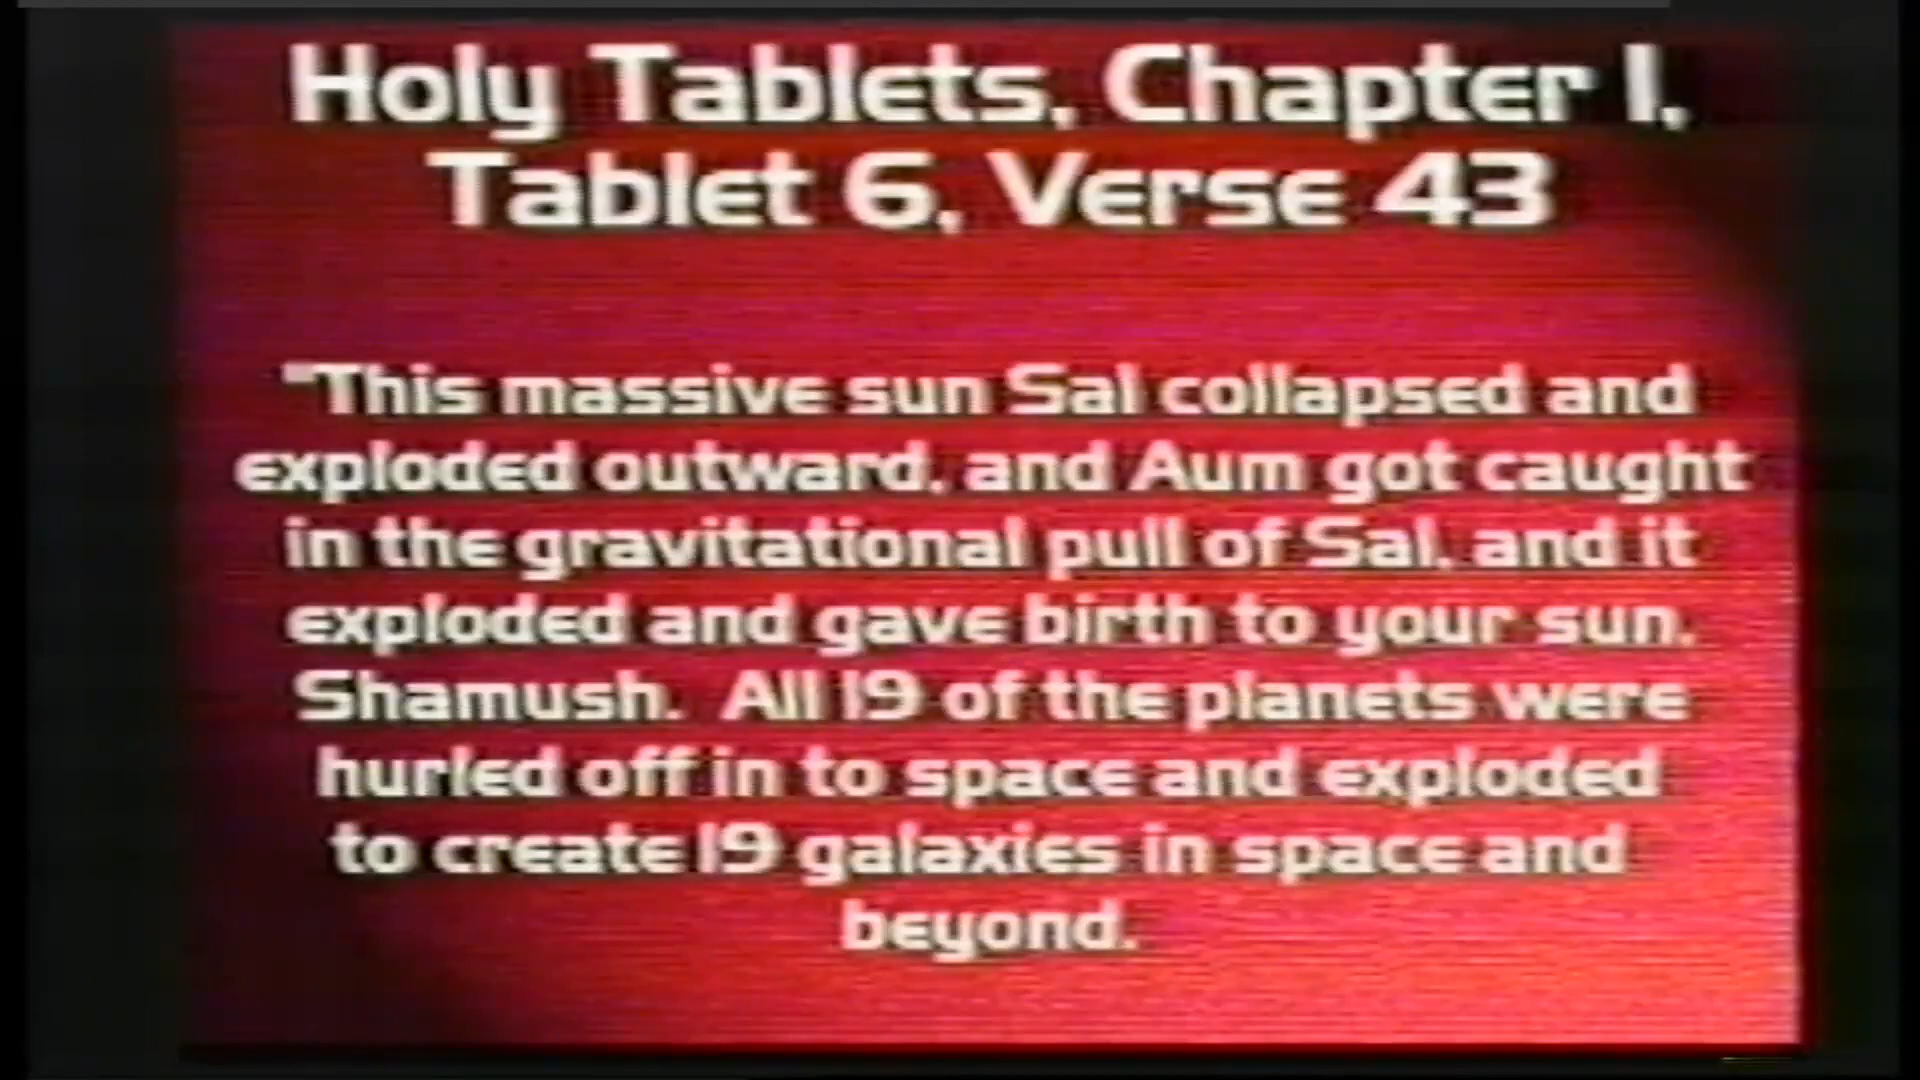 Holy Tablets, Chapter 1,
Tablet 6, Verse 43
"This massive sun Sal collapsed and
exploded outward, and Aum got caught
in the gravitational pull of Sal, and it
exploded and gave birth to your sun,
Shamush. All 19 of the planets were
hurled off in to space and exploded
to create 19 galaxies in space and
beyond.